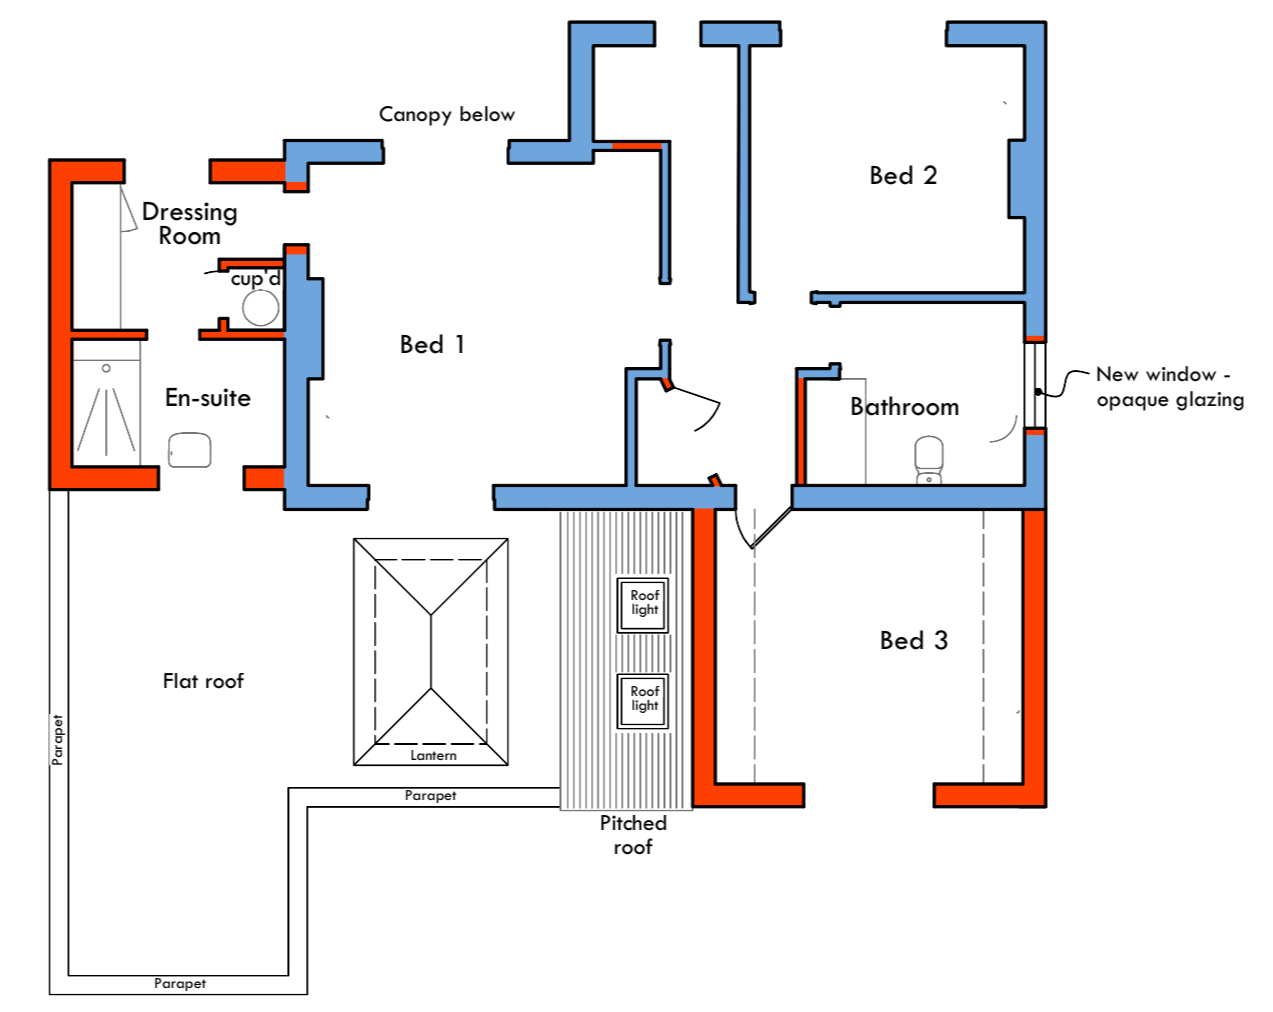 Canopy below
Bed 2
Dressing
Room
cup'd
Bed 1
En-suite
Bathroom
New window -
opaque glazing
Roof
light
Bed 3
Flat roof
Roof
light
Parapet
Lantern
Parapet
Pitched
roof
Parapet